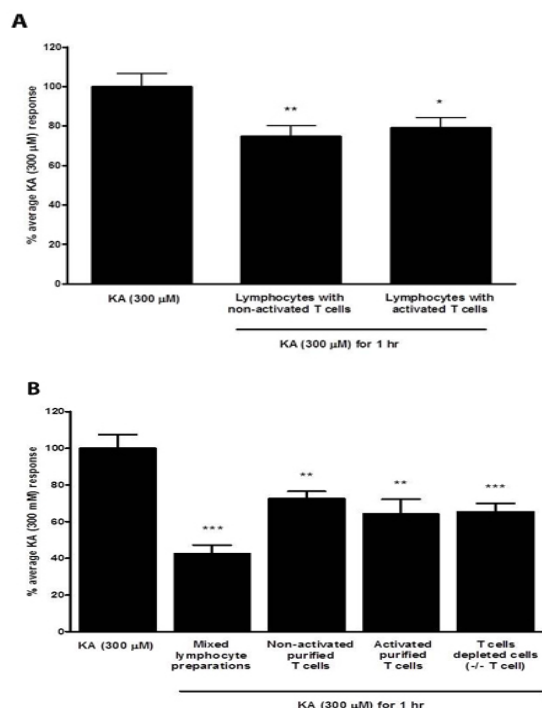 A
120
100
80
60
40
20
0
% average KA (300 µM) response
**
*
KA (300 µM)
Lymphocytes with
non-activated T cells
Lymphocytes with
activated T cells
KA (300 µM) for 1 hr
B
120
100
80
60
40
20
0
% average KA (300 mM) response
***
**
**
***
KA (300 µM)
Mixed
lymphocyte
preparations
Non-activated
purified
T cells
Activated
purified
T cells
T cells
depleted cells
(-/- T cell)
KA (300 µM) for 1 hr